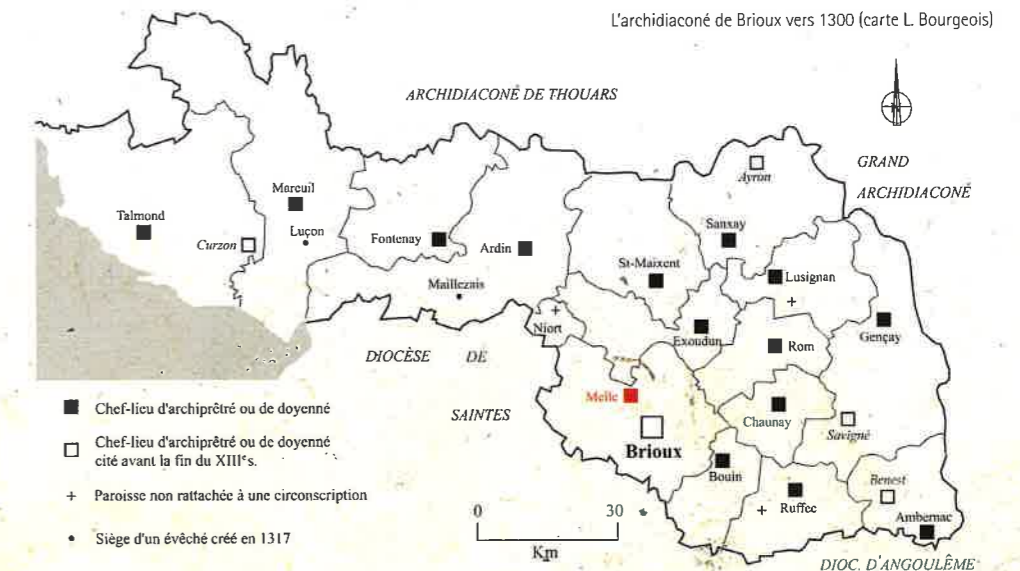 L'archidiaconé de Brioux vers 1300 (carte L. Bourgeois)
ARCHIDIACONÉ DE THOUARS
N
GRAND
ARCHIDIACONÉ
Ayron
Mareuil
Talmond
Luçon
Curzon
Fontenay
Ardin
Sanxay
St-Maixent
Lusignan
Maillezais
Niort
Exoudun
Rom
Gençay
DIOCÈSE DE
SAINTES
Melle
Brioux
Chaunay
Savigné
Bouin
Ruffec
Benest
Ambernac
DIOC. D'ANGOULÊME
Chef-lieu d'archiprêtré ou de doyenné
Chef-lieu d'archiprêtré ou de doyenné
cité avant la fin du XIIIᵉs.
+ Paroisse non rattachée à une circonscription
• Siège d'un évêché créé en 1317
0 30
Km